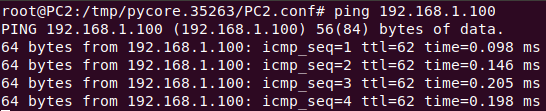 root@PC2:/tmp/pycore.35263/PC2.conf# ping 192.168.1.100
PING 192.168.1.100 (192.168.1.100) 56(84) bytes of data.
64 bytes from 192.168.1.100: icmp_seq=1 ttl=62 time=0.098 ms
64 bytes from 192.168.1.100: icmp_seq=2 ttl=62 time=0.146 ms
64 bytes from 192.168.1.100: icmp_seq=3 ttl=62 time=0.205 ms
64 bytes from 192.168.1.100: icmp_seq=4 ttl=62 time=0.198 ms